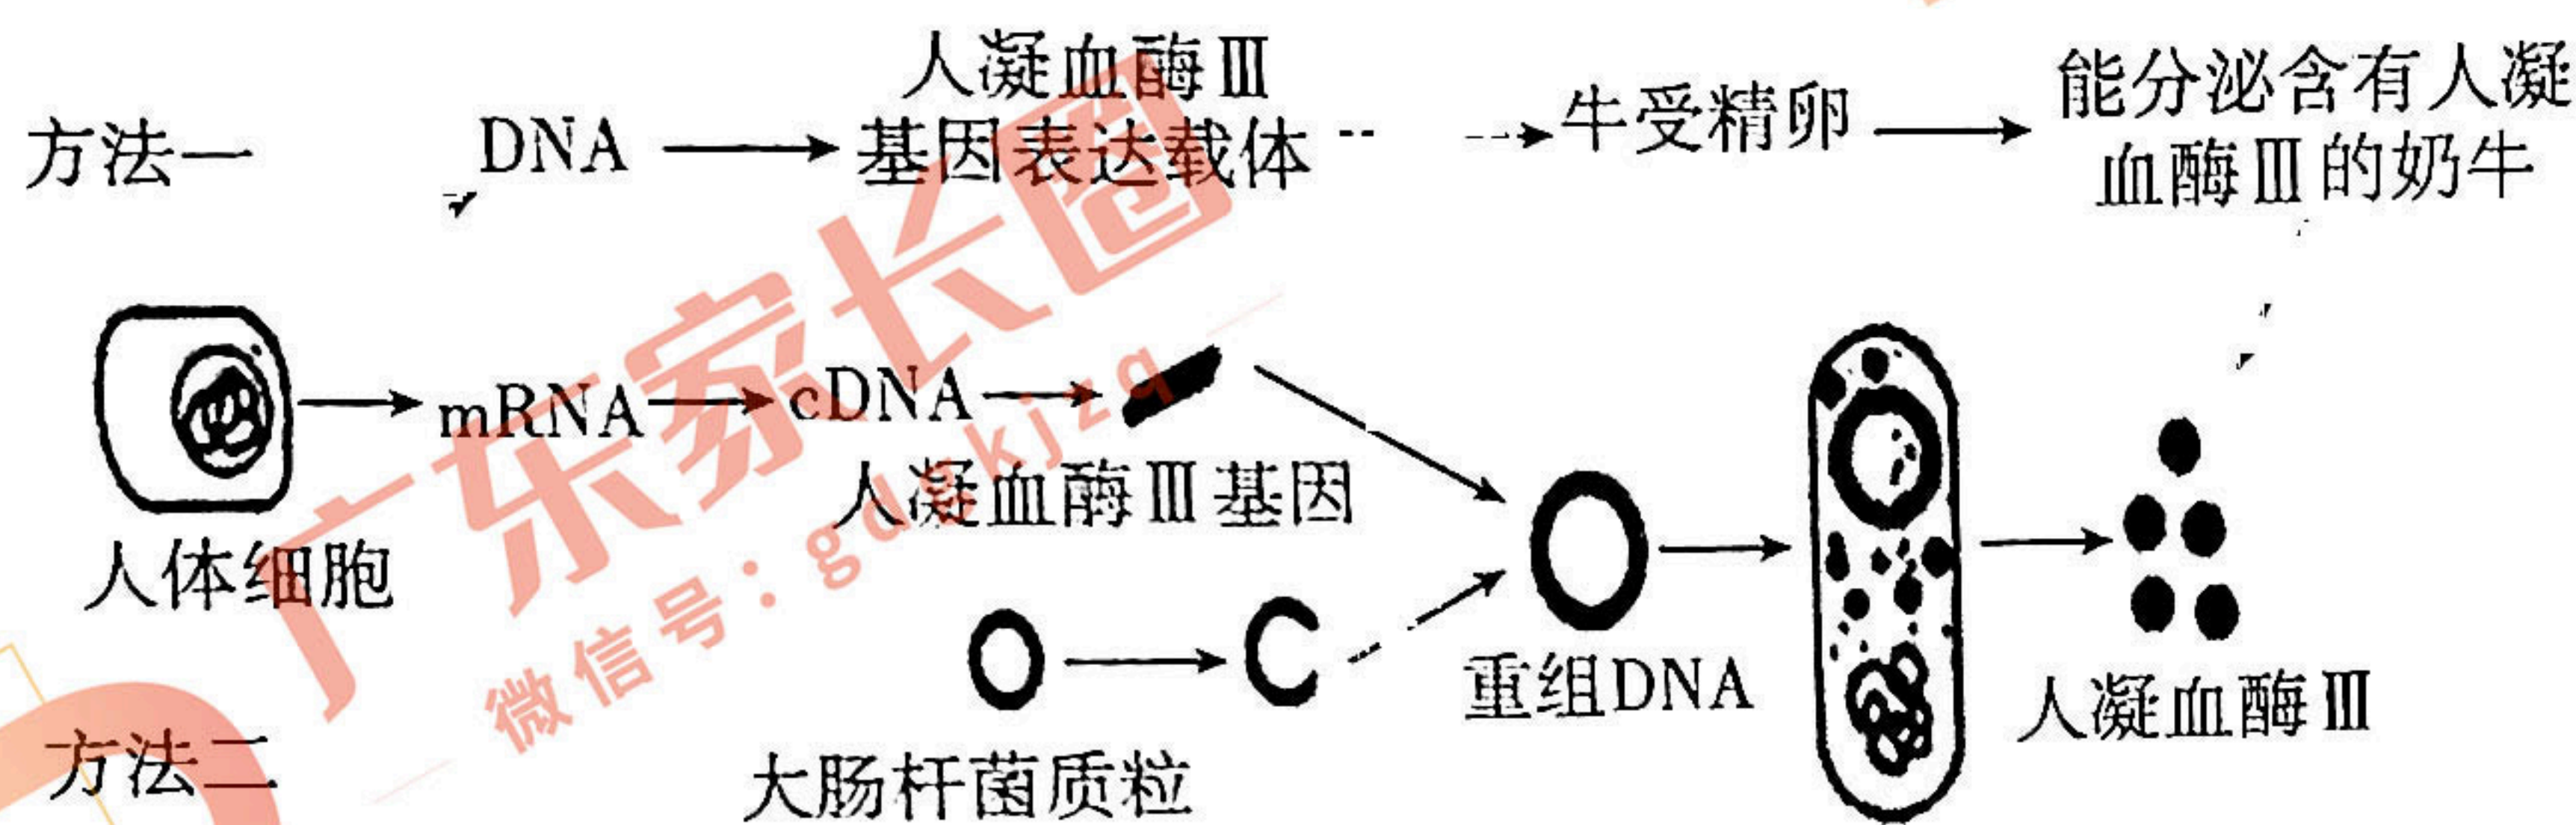 方法一
DNA
人凝血酶Ⅲ
基因表达载体
牛受精卵
能分泌含有人凝
血酶Ⅲ的奶牛
mRNA
cDNA
人凝血酶Ⅲ基因
人体细胞
重组DNA
人凝血酶Ⅲ
大肠杆菌质粒
方法二
广东家长圈
微信号：gdgkjzq